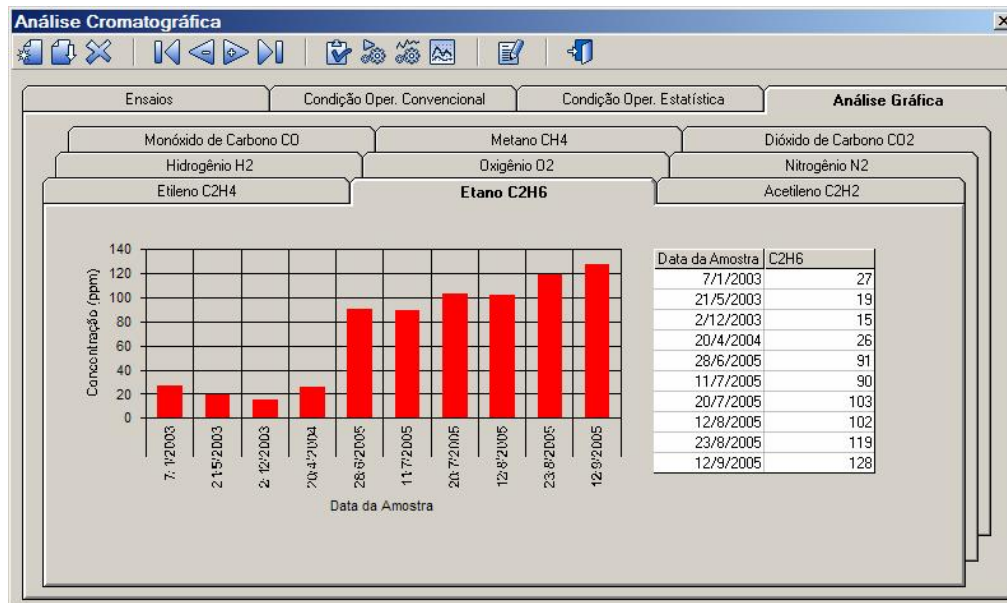 Análise Cromatográfica
Ensaios
Condição Oper. Convencional
Condição Oper. Estatística
Análise Gráfica
Monóxido de Carbono CO
Metano CH4
Dióxido de Carbono CO2
Hidrogênio H2
Oxigênio O2
Nitrogênio N2
Etileno C2H4
Etano C2H6
Acetileno C2H2
Concentração (ppm)
140
120
100
80
60
40
20
0
7/1/2003
21/5/2003
2/12/2003
20/4/2004
28/6/2005
11/7/2005
20/7/2005
12/8/2005
23/8/2005
12/9/2005
Data da Amostra
Data da Amostra C2H6
7/1/2003 27
21/5/2003 19
2/12/2003 15
20/4/2004 26
28/6/2005 91
11/7/2005 90
20/7/2005 103
12/8/2005 102
23/8/2005 119
12/9/2005 128